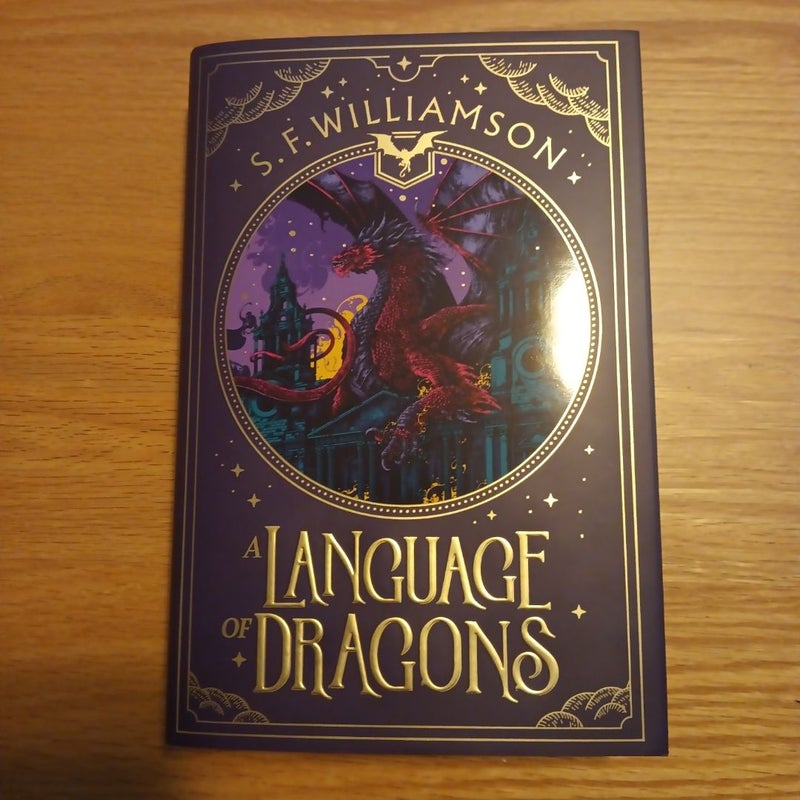 S. F. WILLIAMSON
A LANGUAGE
OF DRAGONS